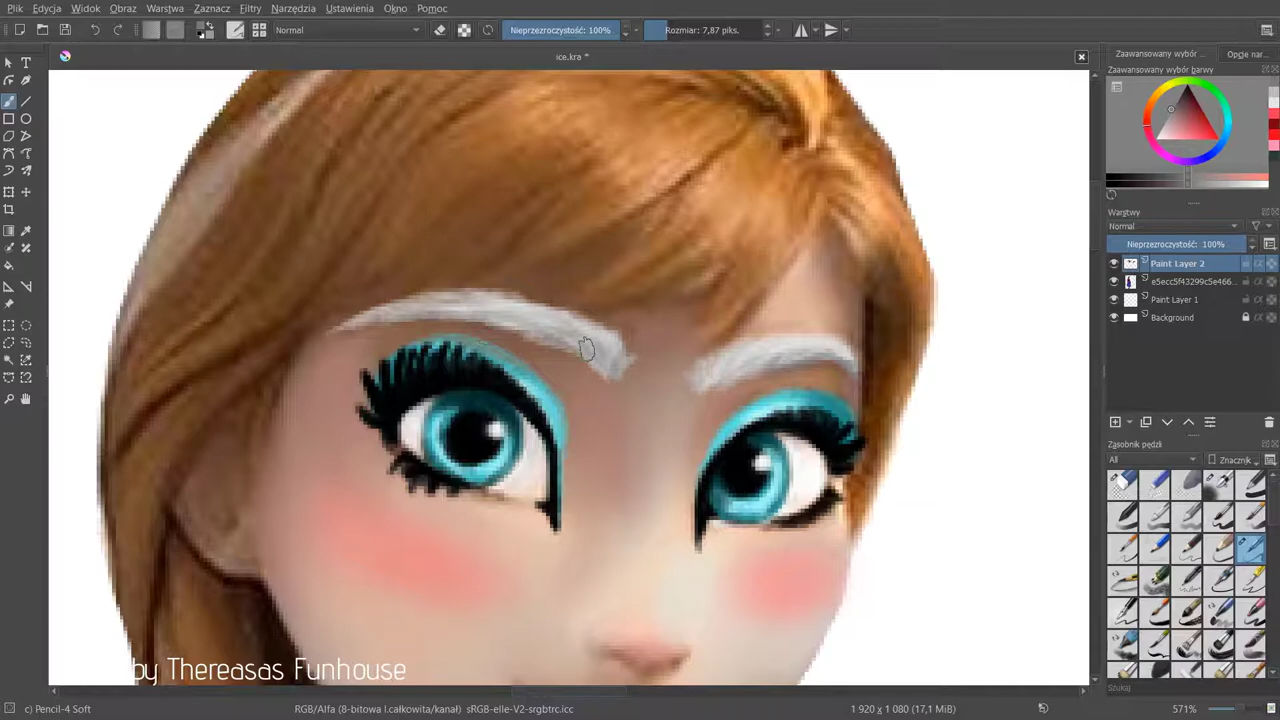 Plik Edycja Widok Obraz Warstwa Zaznacz Filtry Narzędzia Ustawienia Okno Pomoc
Normal Nieprzezroczystość: 100% Rozmiar: 7,87 piks.
ice.kra *
Zaawansowany wybór ... Opcje nar...
Zaawansowany wybór barwy
Warstwy
Normal
Nieprzezroczystość: 100%
Paint Layer 2
e5ecc5f43299c5e466...
Paint Layer 1
Background
Zasobnik pędzli
All Znacznik
Szukaj
by Thereasas Funhouse
c) Pencil-4 Soft RGB/Alfa (8-bitowa l.całkowita/kanał) sRGB-elle-V2-srgbtrc.icc 1 920 x 1 080 (17,1 MiB) 571%